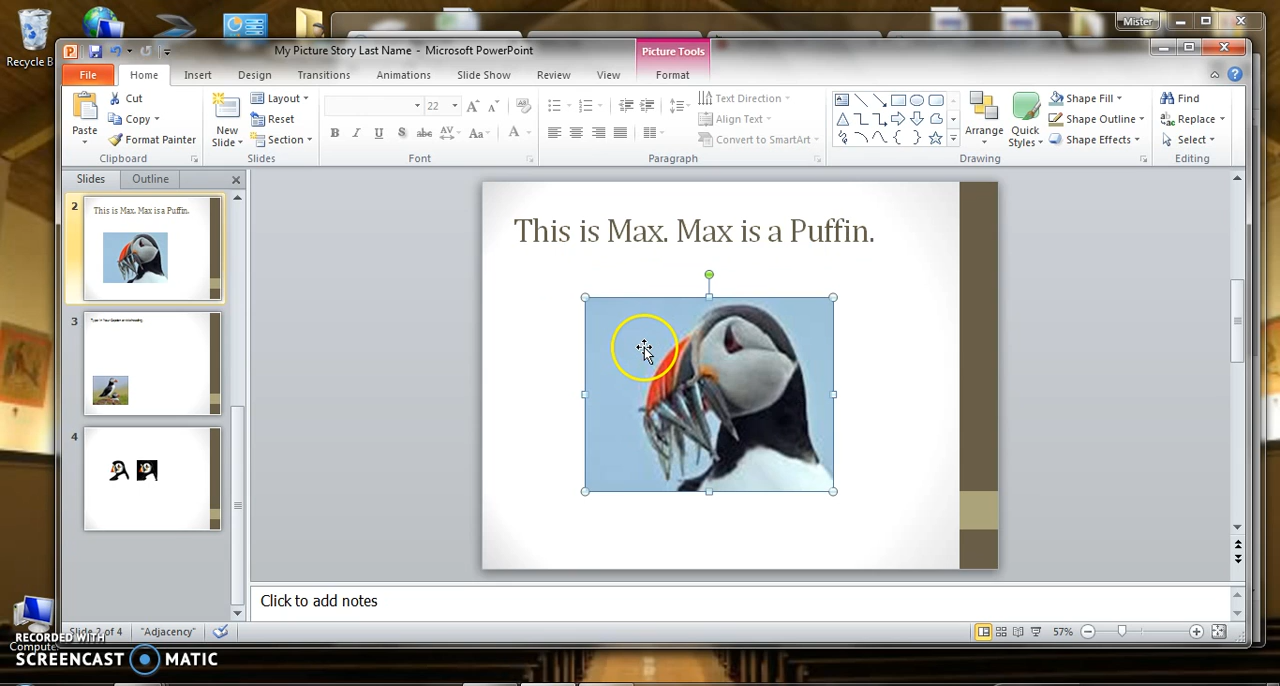 Recycle B
Mister
My Picture Story Last Name - Microsoft PowerPoint
Picture Tools
File Home Insert Design Transitions Animations Slide Show Review View Format
Paste
Cut
Copy
Format Painter
Clipboard
New
Slide
Layout
Reset
Section
Slides
22
Font
Text Direction
Align Text
Convert to SmartArt
Paragraph
Arrange
Quick
Styles
Shape Fill
Shape Outline
Shape Effects
Drawing
Find
Replace
Select
Editing
Slides Outline
2
This is Max. Max is a Puffin.
3
4
This is Max. Max is a Puffin.
Click to add notes
Slide 2 of 4
"Adjacency"
57%
Compute
RECORDED WITH
SCREENCAST MATIC